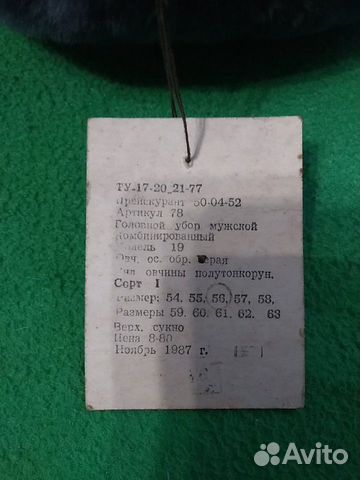 ТУ-17-20 21-77
Прейскурант 50-04-52
Артикул 78
Головной убор мужской
Комбинированный
Модель 19
Овч. ос. обр. серая
Вид овчины полутонкорун.
Сорт I
Размер: 54, 55, 56, 57, 58,
Размеры 59. 60. 61. 62. 63
Верх. сукно
Цена 8-80
Ноябрь 1987 г.
Avito